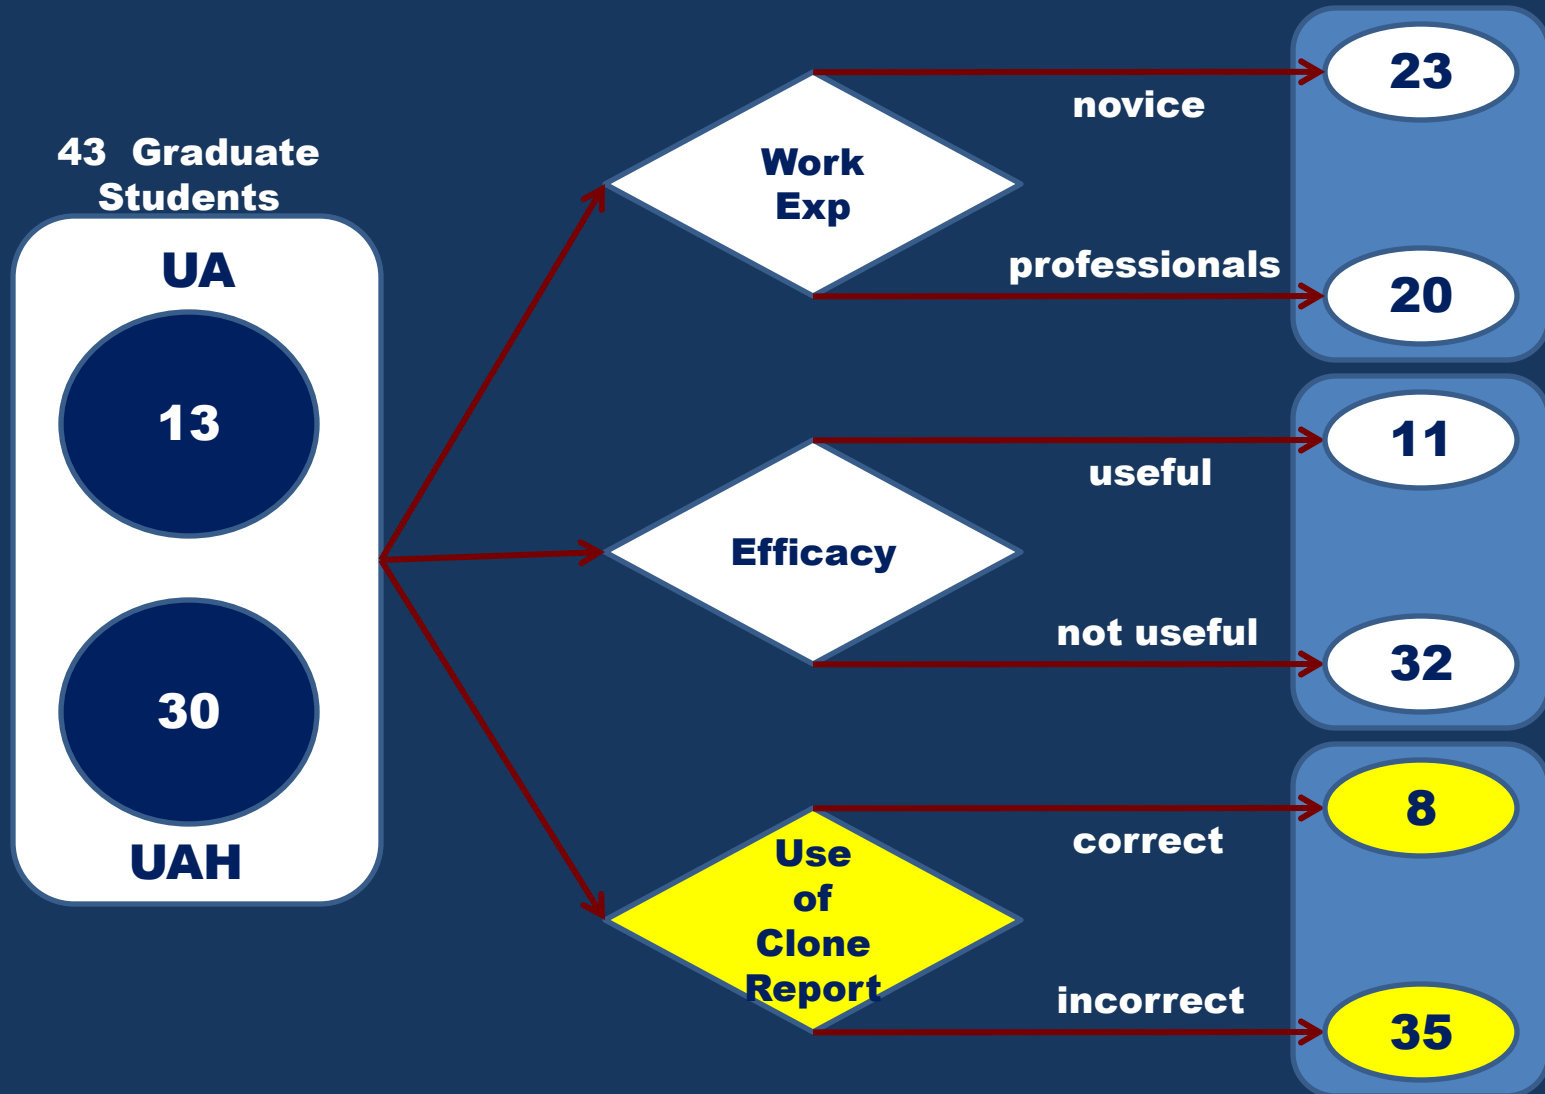 43 Graduate
Students
UA
13
30
UAH
Work
Exp
novice
professionals
23
20
Efficacy
useful
not useful
11
32
Use
of
Clone
Report
correct
incorrect
8
35